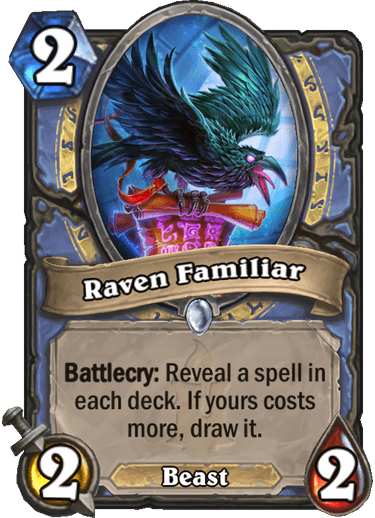 2
Raven Familiar
Battlecry: Reveal a spell in
each deck. If yours costs
more, draw it.
2
Beast
2